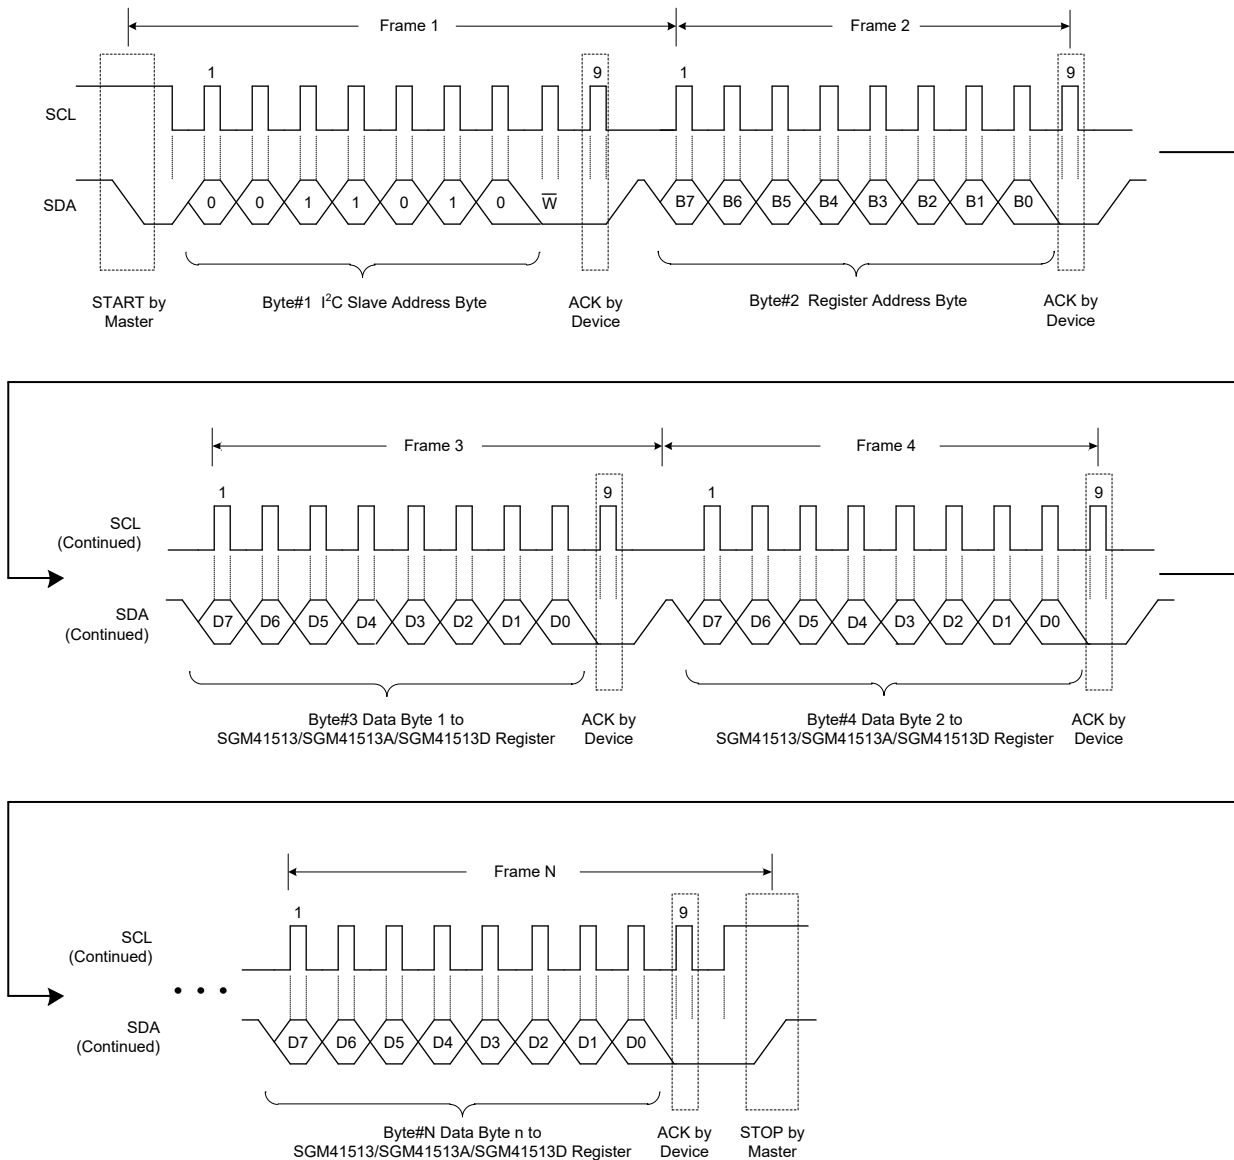 Frame 1 Frame 2
1 9 1 9
SCL
SDA 0 0 1 1 0 1 0 W̅ B7 B6 B5 B4 B3 B2 B1 B0
START by
Master
Byte#1 I²C Slave Address Byte
ACK by
Device
Byte#2 Register Address Byte
ACK by
Device
Frame 3 Frame 4
1 9 1 9
SCL
(Continued)
SDA
(Continued)
D7 D6 D5 D4 D3 D2 D1 D0 D7 D6 D5 D4 D3 D2 D1 D0
Byte#3 Data Byte 1 to
SGM41513/SGM41513A/SGM41513D Register
ACK by
Device
Byte#4 Data Byte 2 to
SGM41513/SGM41513A/SGM41513D Register
ACK by
Device
Frame N
1 9
SCL
(Continued)
• • •
SDA
(Continued)
D7 D6 D5 D4 D3 D2 D1 D0
Byte#N Data Byte n to
SGM41513/SGM41513A/SGM41513D Register
ACK by
Device
STOP by
Master